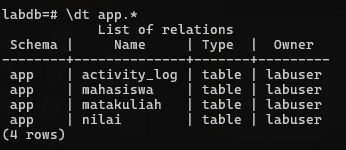 labdb=# \dt app.*
             List of relations
 Schema |     Name     | Type  |  Owner
--------+--------------+-------+---------
 app    | activity_log | table | labuser
 app    | mahasiswa    | table | labuser
 app    | matakuliah   | table | labuser
 app    | nilai        | table | labuser
(4 rows)